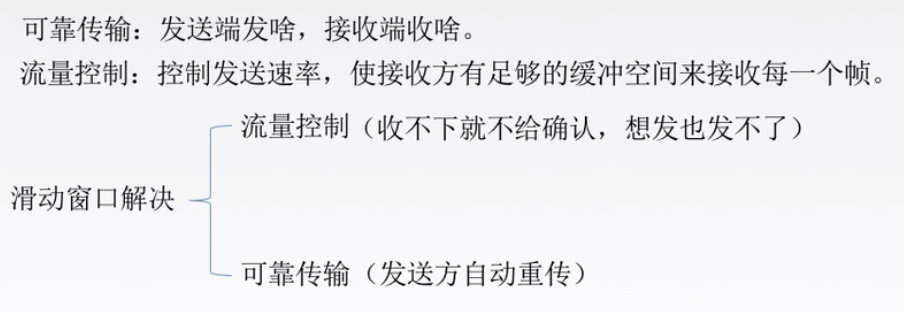 可靠传输：发送端发啥，接收端收啥。
流量控制：控制发送速率，使接收方有足够的缓冲空间来接收每一个帧。
流量控制（收不下就不给确认，想发也发不了）
滑动窗口解决
可靠传输（发送方自动重传）